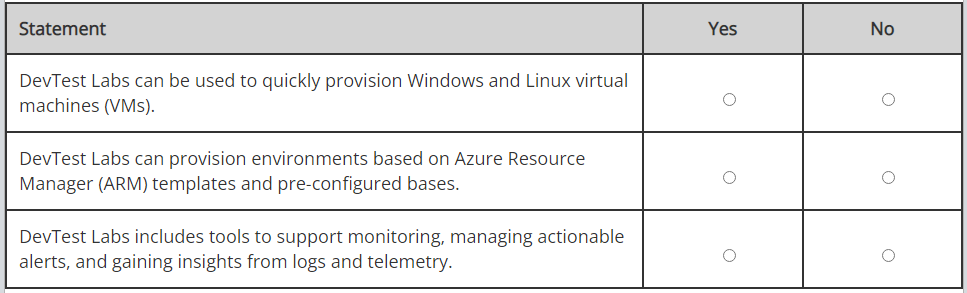 Statement Yes No
DevTest Labs can be used to quickly provision Windows and Linux virtual
machines (VMs).
DevTest Labs can provision environments based on Azure Resource
Manager (ARM) templates and pre-configured bases.
DevTest Labs includes tools to support monitoring, managing actionable
alerts, and gaining insights from logs and telemetry.